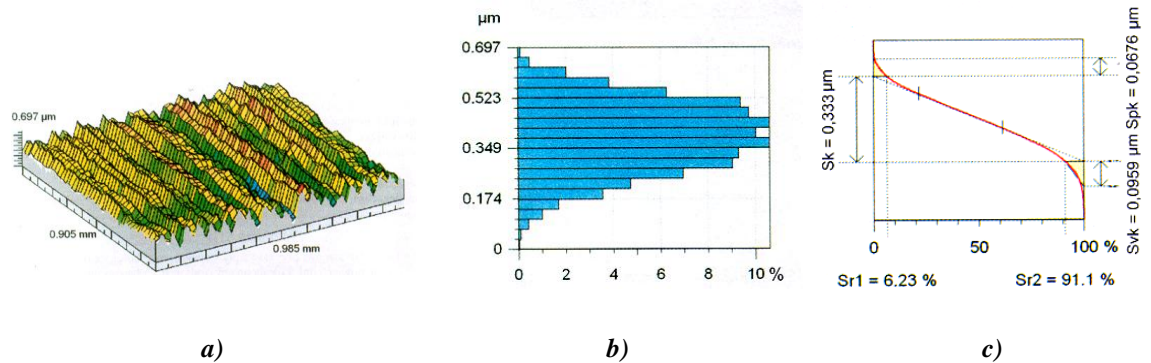 0.697 µm
0.905 mm
0.985 mm
a)
µm
0.697
0.523
0.349
0.174
0
0 2 4 6 8 10 %
b)
Sk = 0,333 µm
Svk = 0,0959 µm Spk = 0,0676 µm
0 50 100 %
Sr1 = 6.23 % Sr2 = 91.1 %
c)